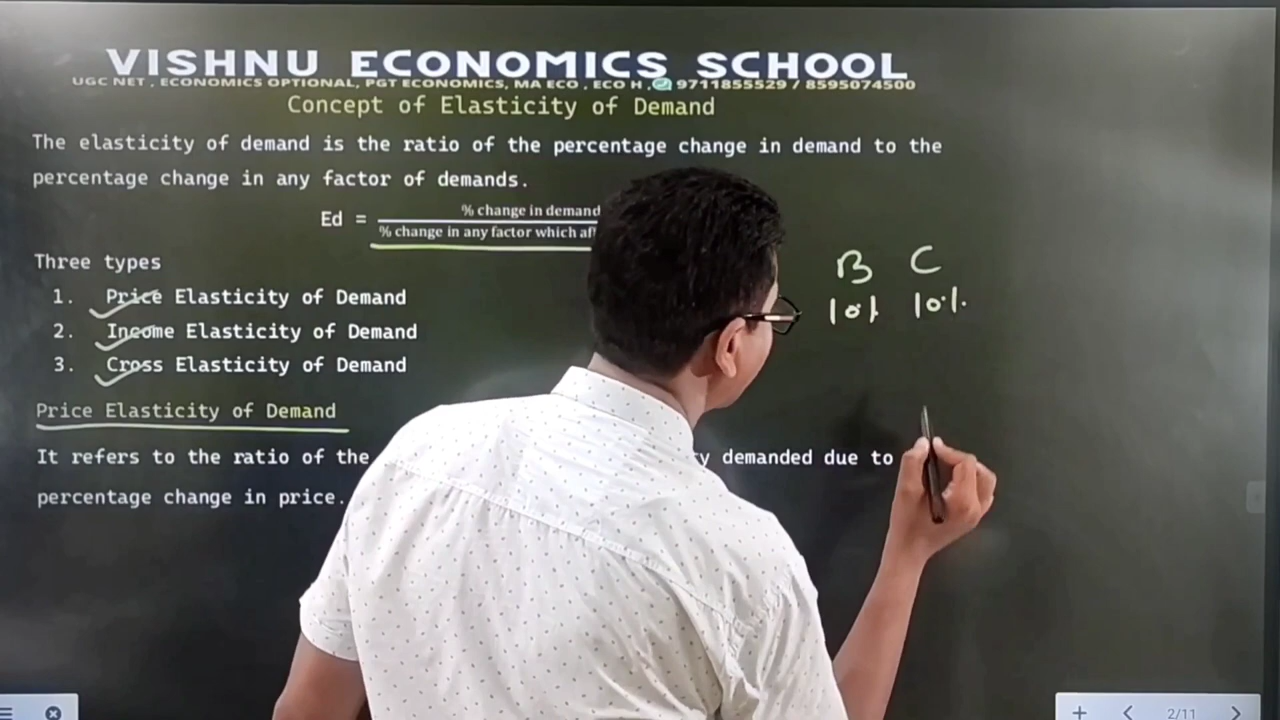 VISHNU ECONOMICS SCHOOL
UGC NET , ECONOMICS OPTIONAL, PGT ECONOMICS, MA ECO , ECO H , 9711855529 / 8595074500
Concept of Elasticity of Demand
The elasticity of demand is the ratio of the percentage change in demand to the
percentage change in any factor of demands.
Ed = % change in demand
% change in any factor which af
Three types
1. Price Elasticity of Demand
2. Income Elasticity of Demand
3. Cross Elasticity of Demand
B C
10% 10%.
Price Elasticity of Demand
It refers to the ratio of the y demanded due to
percentage change in price.
2/11